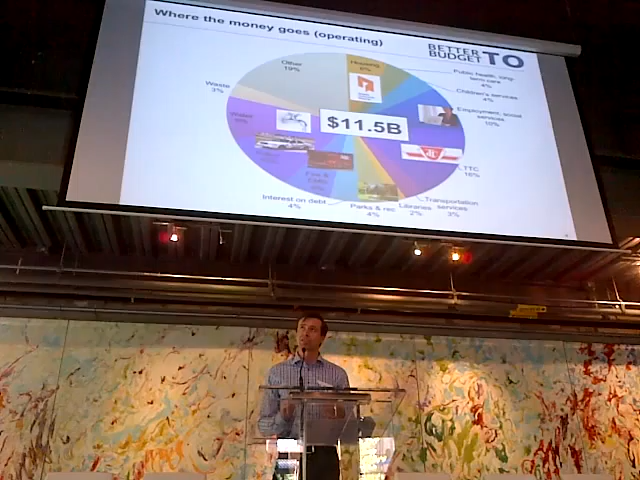 Where the money goes (operating)
BETTER
BUDGET TO
Other
19%
Housing
6%
Public health, long-
term care
4%
Children's services
4%
Employment, social
services
10%
Waste
3%
Water
$11.5B
TTC
16%
Fire &
Interest on debt
4%
Parks & rec
4%
Libraries
2%
Transportation
services
3%